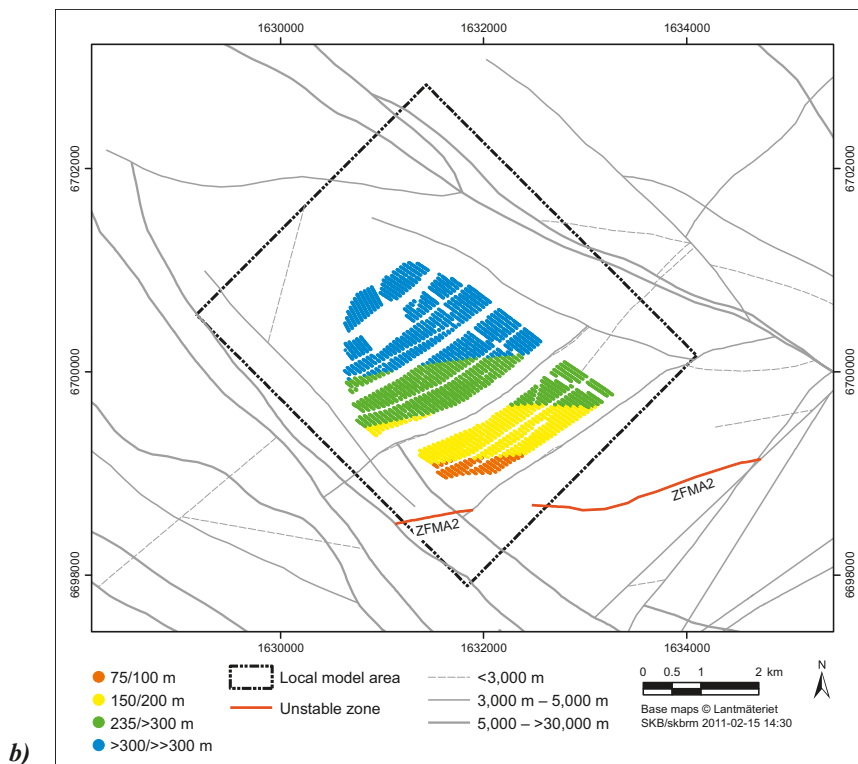 1630000 1632000 1634000
6702000 6702000
6700000 6700000
ZFMA2
ZFMA2
6698000 6698000
1630000 1632000 1634000
75/100 m
150/200 m
235/>300 m
>300/>>300 m
Local model area
Unstable zone
<3,000 m
3,000 m – 5,000 m
5,000 – >30,000 m
0 0.5 1 2 km
N
Base maps © Lantmäteriet
SKB/skbrm 2011-02-15 14:30
b)